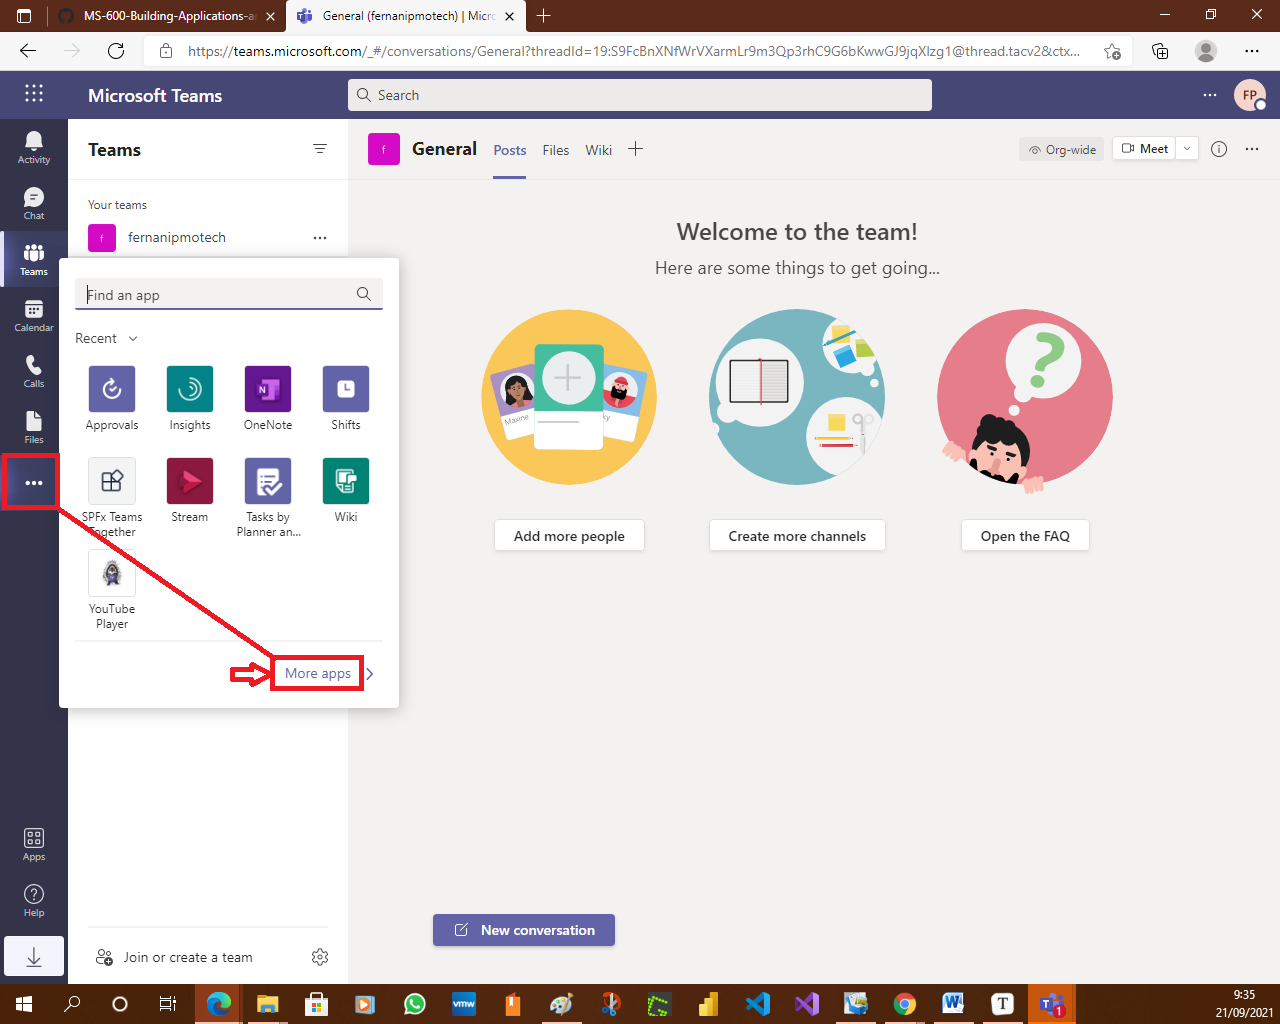 MS-600-Building-Applications-a
General (fernanipmotech) | Micro
https://teams.microsoft.com/_#/conversations/General?threadId=19:S9FcBnXNfWrVXarmLr9m3Qp3rhC9G6bKwwGJ9jqXlzg1@thread.tacv2&ctx...
Microsoft Teams
Search
FP
Activity
Chat
Teams
Calendar
Calls
Files
Apps
Help
Teams
Your teams
f
fernanipmotech
Find an app
Recent
Approvals
Insights
OneNote
Shifts
SPFx Teams
Together
Stream
Tasks by
Planner an...
Wiki
YouTube
Player
More apps
Join or create a team
f
General
Posts
Files
Wiki
Org-wide
Meet
Welcome to the team!
Here are some things to get going...
Maxine
ky
Add more people
Create more channels
Open the FAQ
New conversation
vmw
1
9:35
21/09/2021